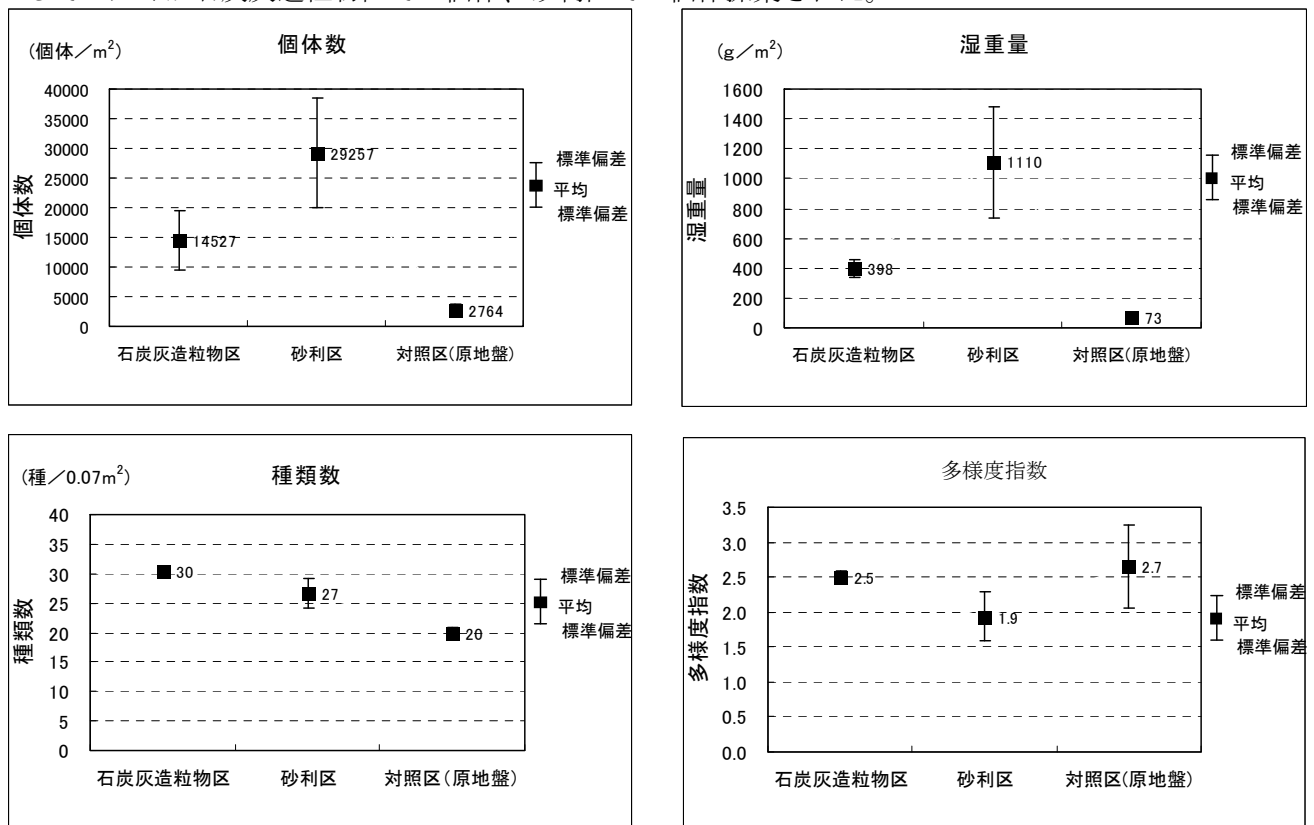 個体数
(個体／m²)
40000
35000
30000
25000
20000
15000
10000
5000
0
個体数
14527
29257
2764
石炭灰造粒物区 砂利区 対照区(原地盤)
標準偏差
平均
標準偏差
湿重量
(g／m²)
1600
1400
1200
1000
800
600
400
200
0
湿重量
398
1110
73
石炭灰造粒物区 砂利区 対照区(原地盤)
標準偏差
平均
標準偏差
種類数
(種／0.07m²)
40
35
30
25
20
15
10
5
0
種類数
30
27
20
石炭灰造粒物区 砂利区 対照区(原地盤)
標準偏差
平均
標準偏差
多様度指数
3.5
3.0
2.5
2.0
1.5
1.0
0.5
0.0
多様度指数
2.5
1.9
2.7
石炭灰造粒物区 砂利区 対照区(原地盤)
標準偏差
平均
標準偏差